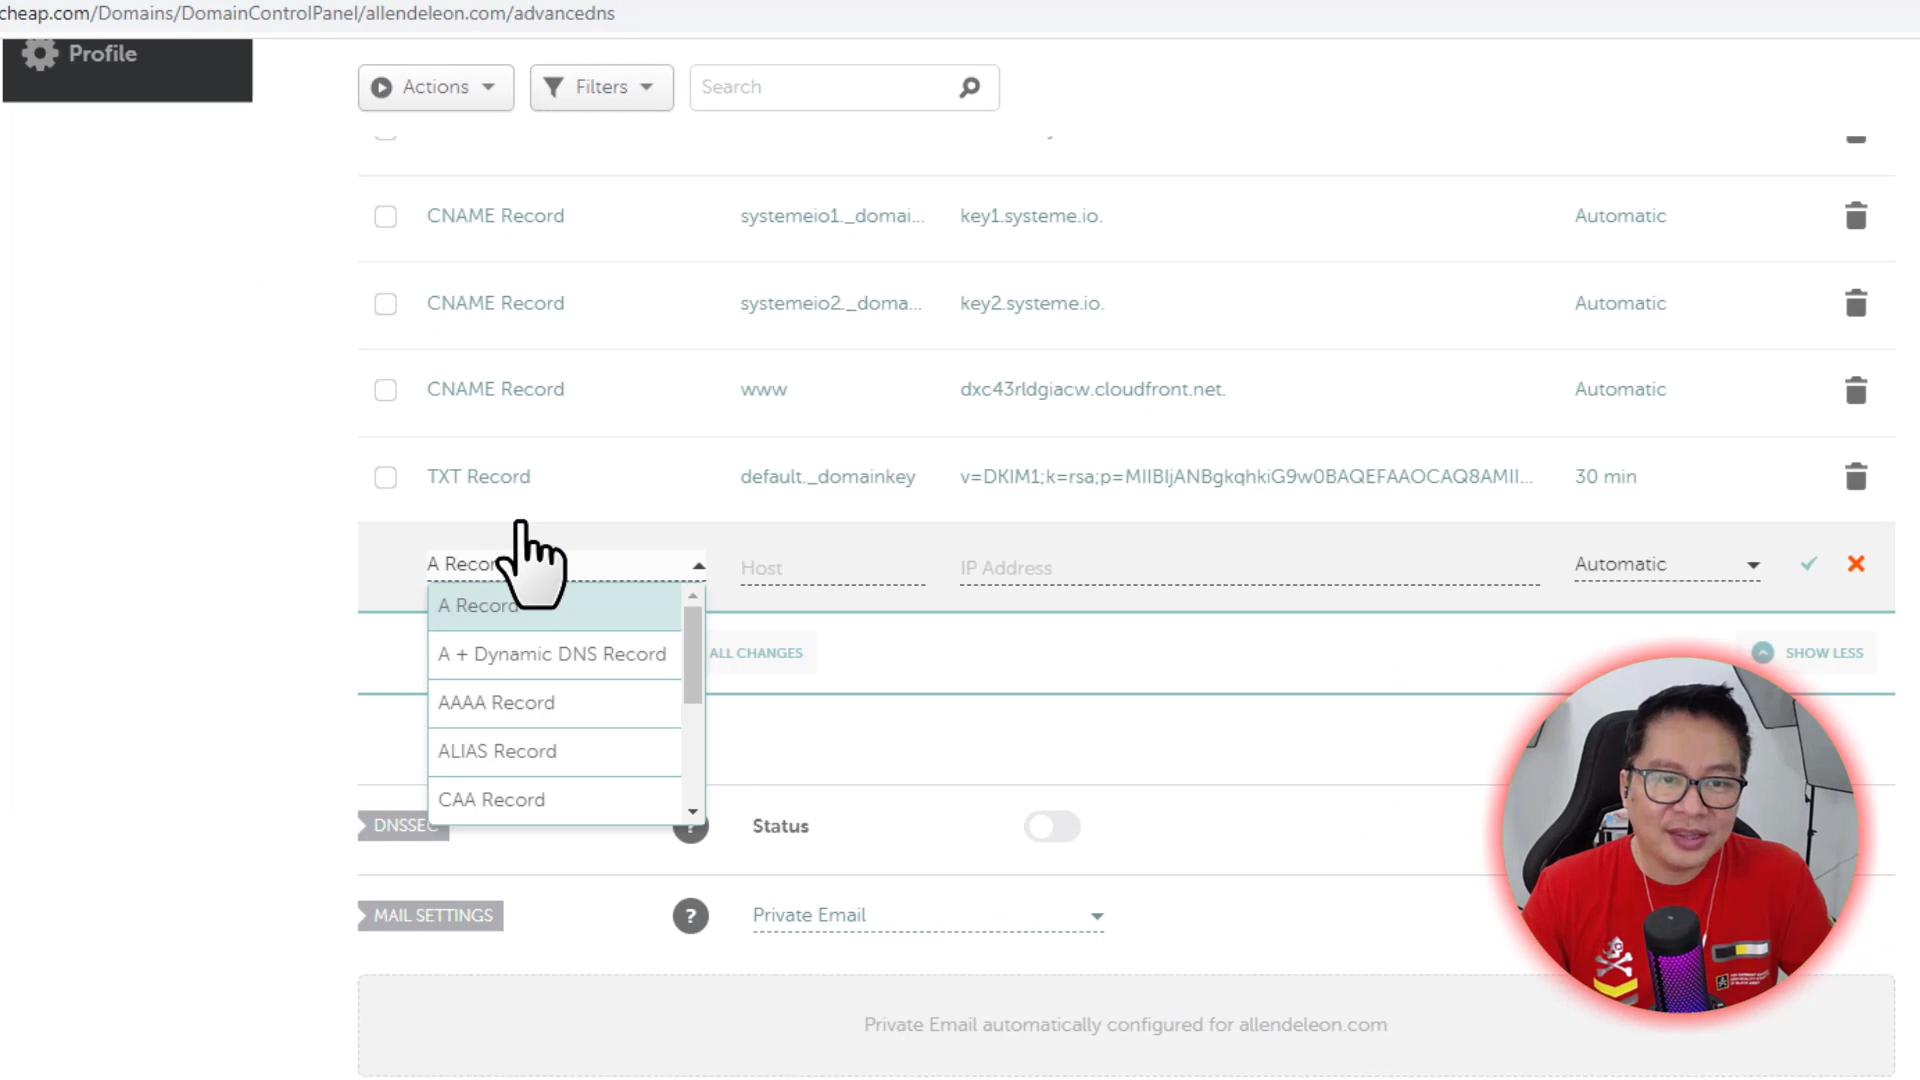 cheap.com/Domains/DomainControlPanel/allendeleon.com/advancedns
Profile
Actions
Filters
Search
CNAME Record systemeio1._domai... key1.systeme.io. Automatic
CNAME Record systemeio2._doma... key2.systeme.io. Automatic
CNAME Record www dxc43rldgiacw.cloudfront.net. Automatic
TXT Record default._domainkey v=DKIM1;k=rsa;p=MIIBIjANBgkqhkiG9w0BAQEFAAOCAQ8AMII... 30 min
A Recor Host IP Address Automatic
A Record
A + Dynamic DNS Record
AAAA Record
ALIAS Record
CAA Record
ALL CHANGES
SHOW LESS
DNSSEC
? Status
MAIL SETTINGS
? Private Email
Private Email automatically configured for allendeleon.com